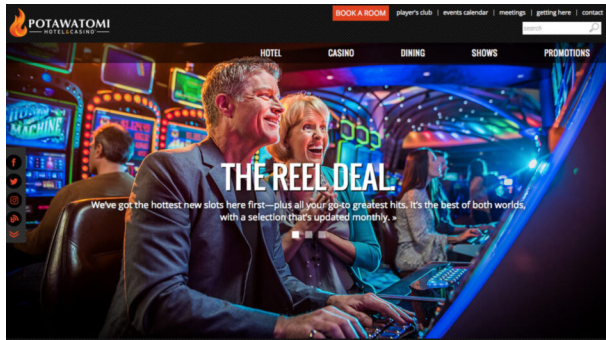 POTAWATOMI
HOTEL & CASINO
BOOK A ROOM
player's club | events calendar | meetings | getting here | contact
search
HOTEL
CASINO
DINING
SHOWS
PROMOTIONS
MACHINE
THE REEL DEAL.
We've got the hottest new slots here first—plus all your go-to greatest hits. It's the best of both worlds,
with a selection that's updated monthly. »